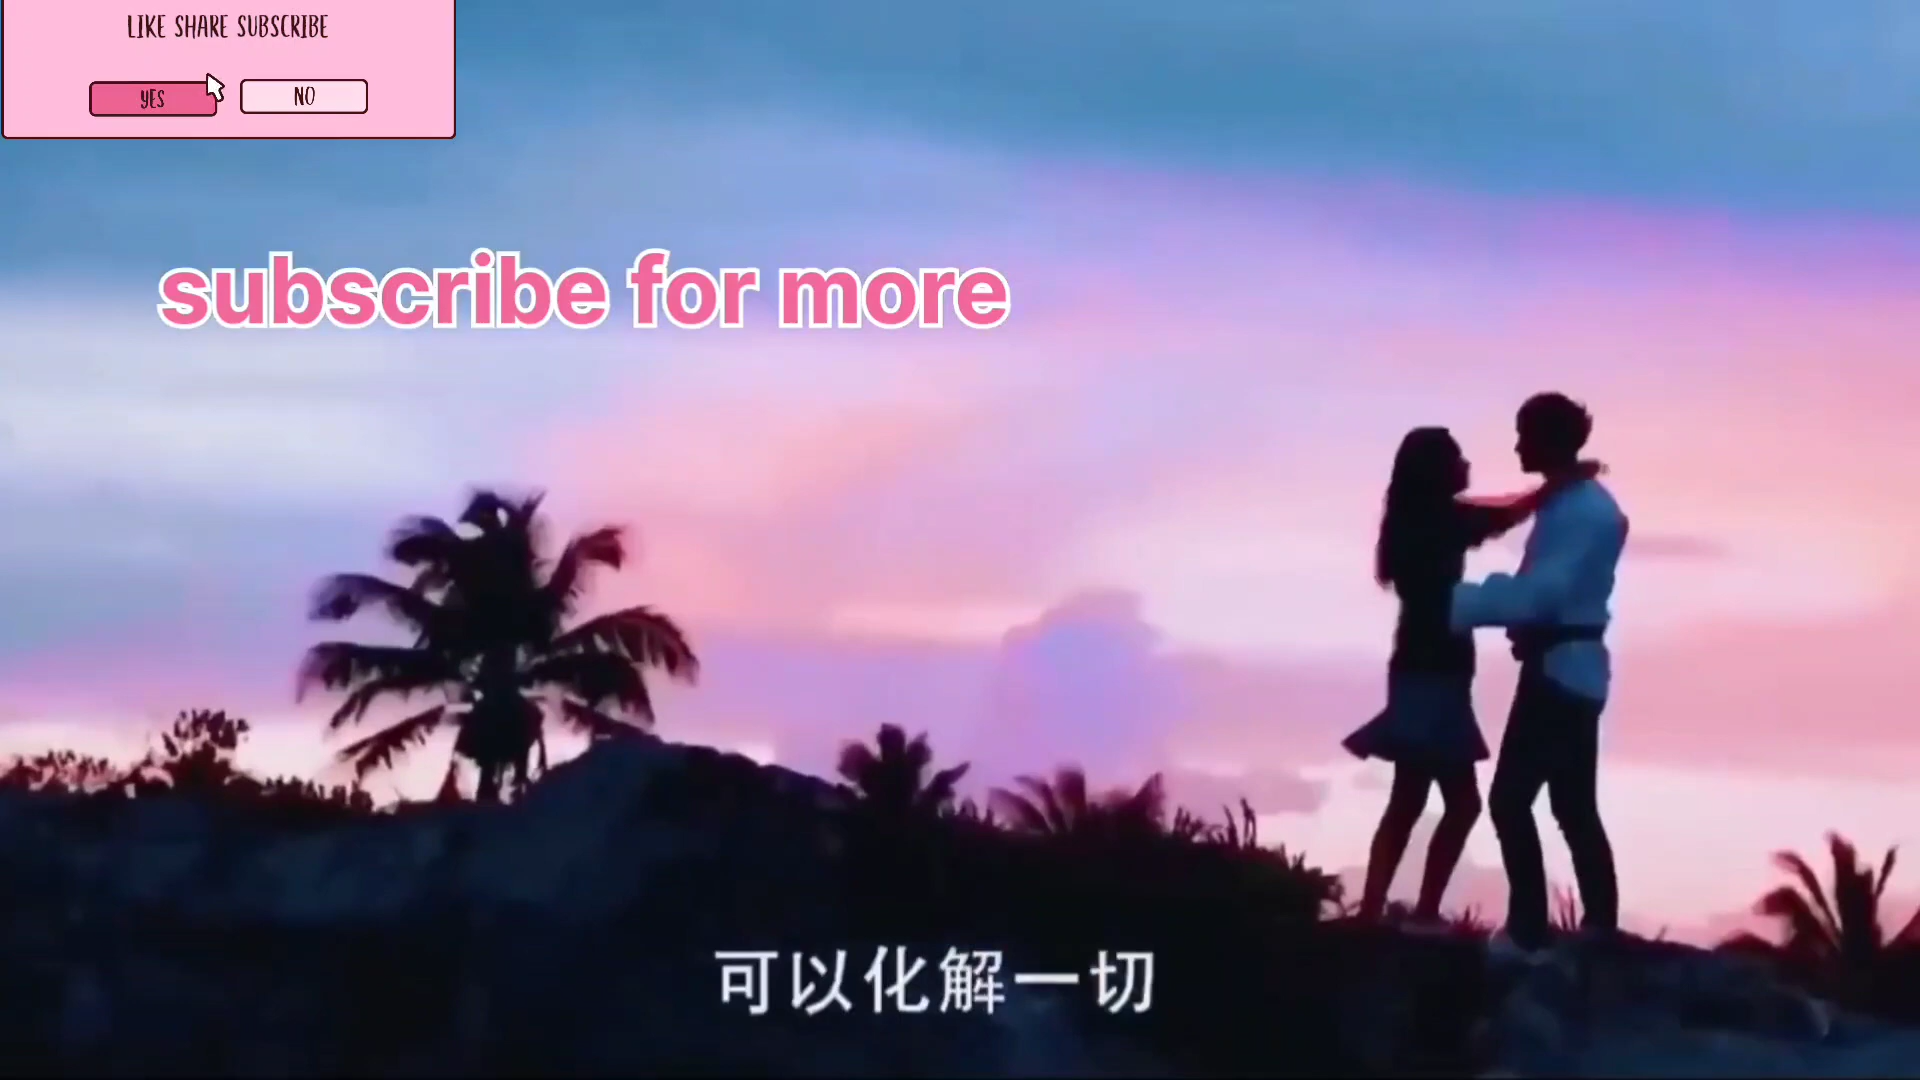 LIKE SHARE SUBSCRIBE
YES
NO
subscribe for more
可以化解一切